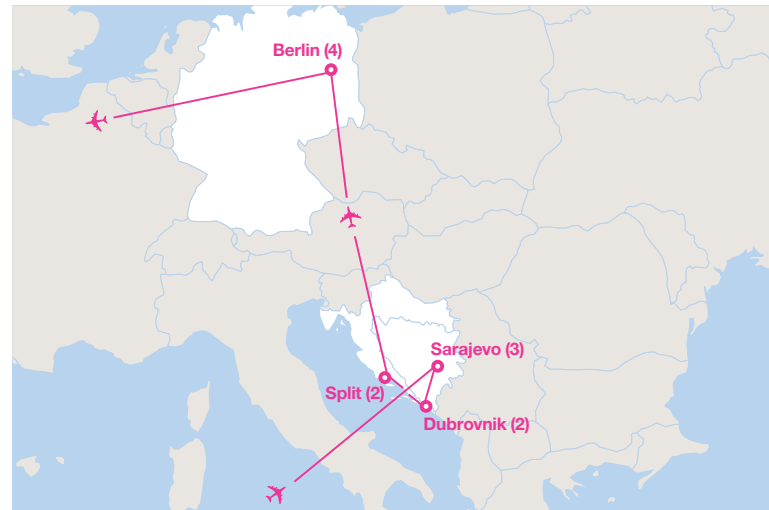 Berlin (4)
Sarajevo (3)
Split (2)
Dubrovnik (2)